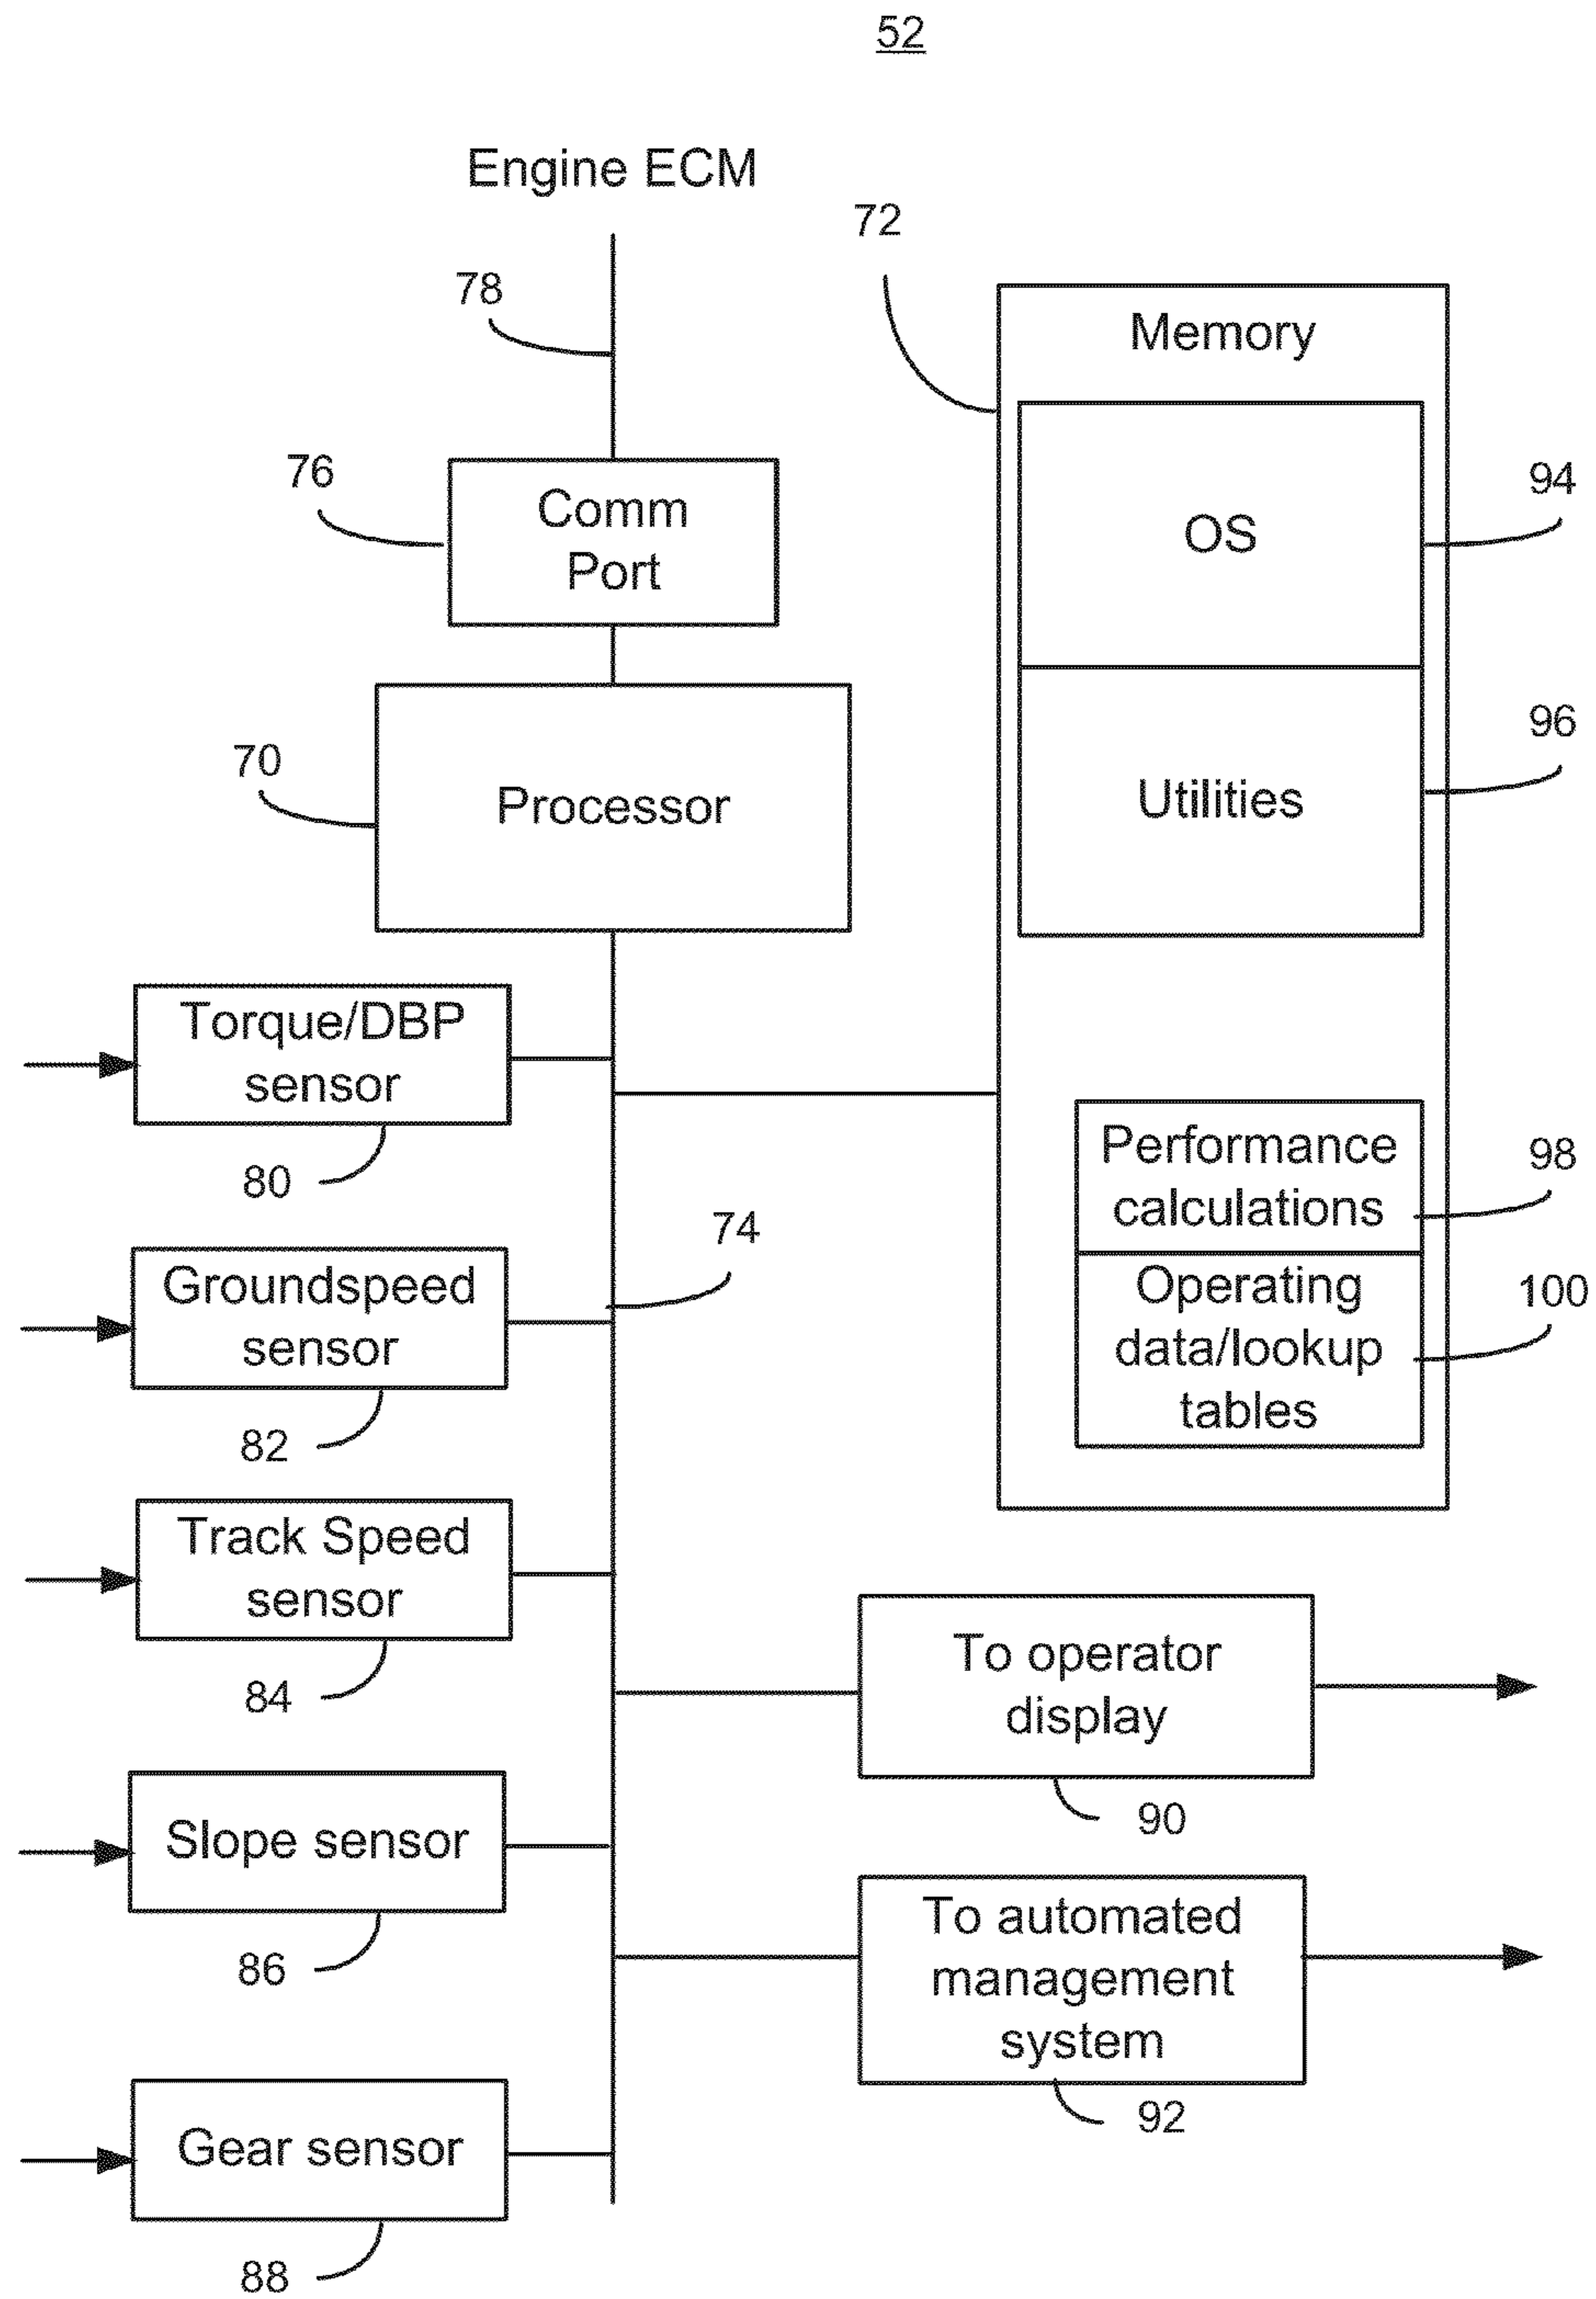 52
Engine ECM
78
76
Comm
Port
70
Processor
72
Memory
OS
94
Utilities
96
Performance
calculations
98
Operating
data/lookup
tables
100
Torque/DBP
sensor
80
74
Groundspeed
sensor
82
Track Speed
sensor
84
Slope sensor
86
Gear sensor
88
To operator
display
90
To automated
management
system
92